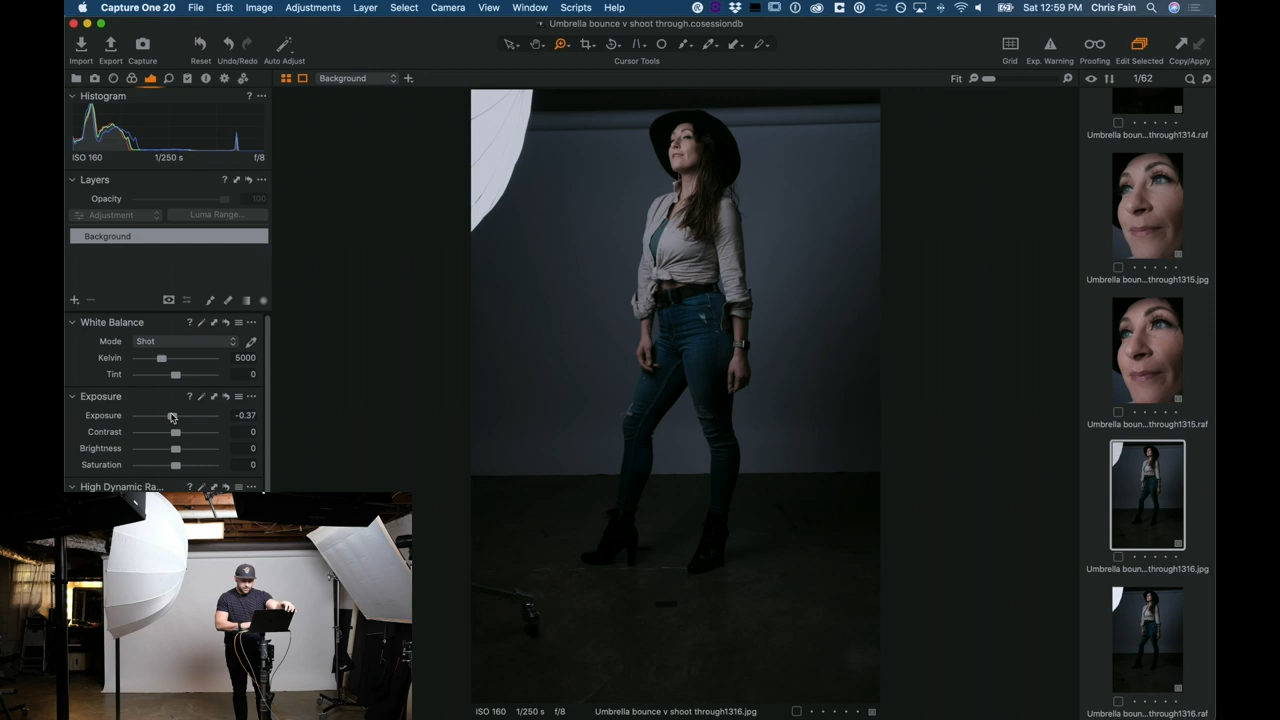 Capture One 20 File Edit Image Adjustments Layer Select Camera View Window Scripts Help Sat 12:59 PM Chris Fain
Umbrella bounce v shoot through.cosessiondb
Import Export Capture Reset Undo/Redo Auto Adjust Cursor Tools Grid Exp. Warning Proofing Edit Selected Copy/Apply
Background Fit 1/62
Histogram ?
ISO 160 1/250 s f/8
Layers ?
Opacity 100
Adjustment Luma Range...
Background
White Balance ?
Mode Shot
Kelvin 5000
Tint 0
Exposure ?
Exposure -0.37
Contrast 0
Brightness 0
Saturation 0
High Dynamic Ra... ?
Umbrella boun...through1314.raf
Umbrella boun...through1315.jpg
Umbrella boun...through1315.raf
Umbrella boun...through1316.jpg
Umbrella boun...through1316.raf
ISO 160 1/250 s f/8 Umbrella bounce v shoot through1316.jpg